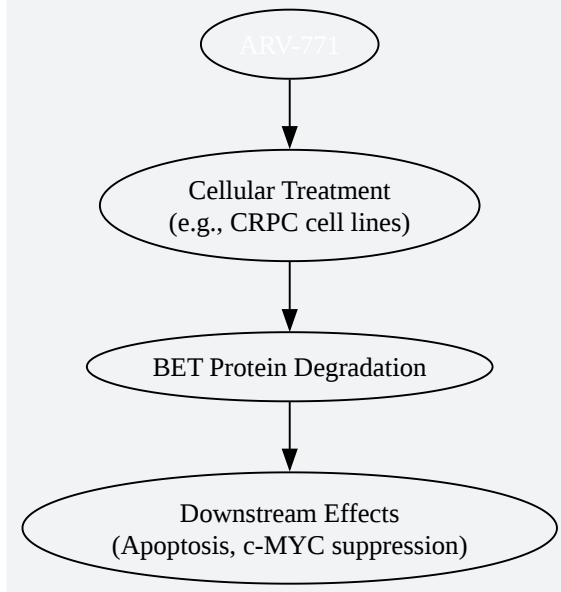 ARV-771
Cellular Treatment
(e.g., CRPC cell lines)
BET Protein Degradation
Downstream Effects
(Apoptosis, c-MYC suppression)